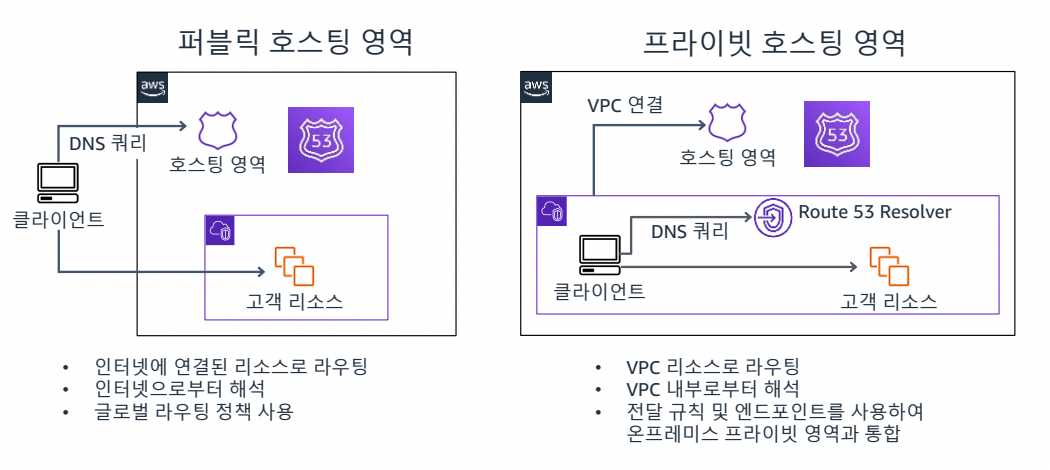 퍼블릭 호스팅 영역
aws
DNS 쿼리
호스팅 영역
53
클라이언트
고객 리소스
• 인터넷에 연결된 리소스로 라우팅
• 인터넷으로부터 해석
• 글로벌 라우팅 정책 사용
프라이빗 호스팅 영역
aws
VPC 연결
호스팅 영역
53
Route 53 Resolver
DNS 쿼리
클라이언트
고객 리소스
• VPC 리소스로 라우팅
• VPC 내부로부터 해석
• 전달 규칙 및 엔드포인트를 사용하여
온프레미스 프라이빗 영역과 통합